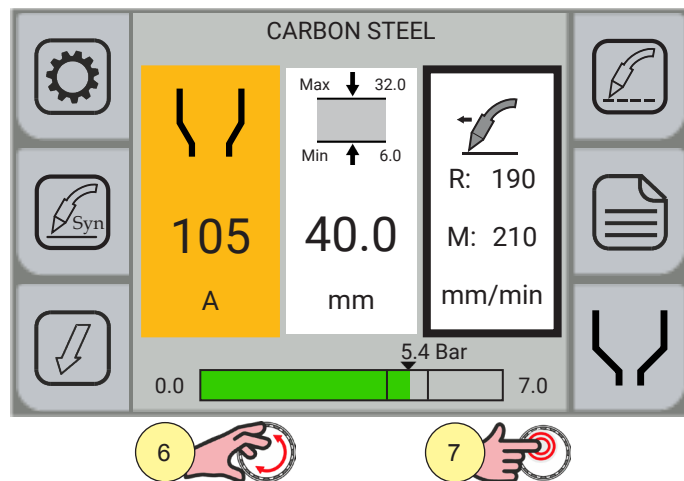 CARBON STEEL
Max 32.0
Min 6.0
105
A
40.0
mm
R: 190
M: 210
mm/min
Syn
5.4 Bar
0.0
7.0
6
7